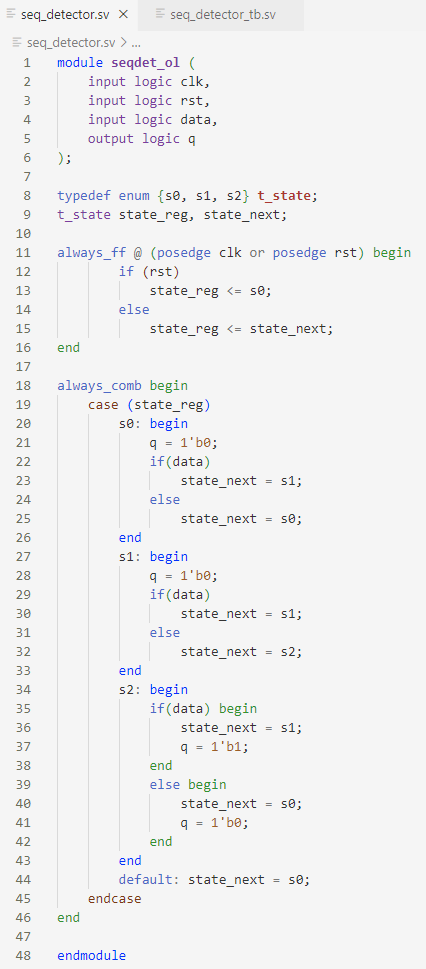 seq_detector.sv × seq_detector_tb.sv
seq_detector.sv > ...
1 module seqdet_ol (
2     input logic clk,
3     input logic rst,
4     input logic data,
5     output logic q
6 );
7
8 typedef enum {s0, s1, s2} t_state;
9 t_state state_reg, state_next;
10
11 always_ff @ (posedge clk or posedge rst) begin
12         if (rst)
13             state_reg <= s0;
14         else
15             state_reg <= state_next;
16 end
17
18 always_comb begin
19     case (state_reg)
20         s0: begin
21             q = 1'b0;
22             if(data)
23                 state_next = s1;
24             else
25                 state_next = s0;
26         end
27         s1: begin
28             q = 1'b0;
29             if(data)
30                 state_next = s1;
31             else
32                 state_next = s2;
33         end
34         s2: begin
35             if(data) begin
36                 state_next = s1;
37                 q = 1'b1;
38             end
39             else begin
40                 state_next = s0;
41                 q = 1'b0;
42             end
43         end
44         default: state_next = s0;
45     endcase
46 end
47
48 endmodule